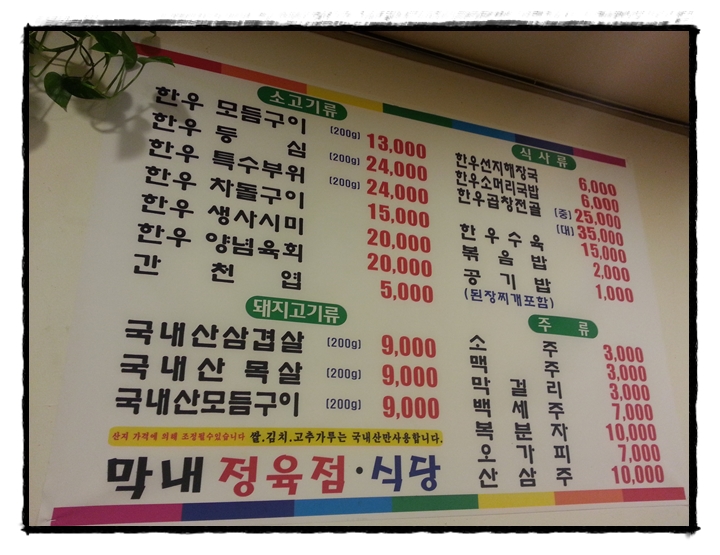 소고기류
한우 모듬구이 (200g) 13,000
한우 등심 (200g) 24,000
한우 특수부위 (200g) 24,000
한우 차돌구이 15,000
한우 생사시미 20,000
한우 양념육회 20,000
간 천엽 5,000
돼지고기류
국내산삼겹살 (200g) 9,000
국내산 목살 (200g) 9,000
국내산모듬구이 (200g) 9,000
산지 가격에 의해 조정될수있습니다 쌀.김치.고추가루는 국내산만사용합니다.
막내 정육점·식당
식사류
한우선지해장국 6,000
한우소머리국밥 6,000
한우곱창전골 (중) 25,000
(대) 35,000
한우수육 15,000
볶음밥 2,000
공기밥 1,000
(된장찌개포함)
주류
소주 3,000
맥주 3,000
막걸리 3,000
백세주 7,000
복분자 10,000
오가피 7,000
산삼주 10,000